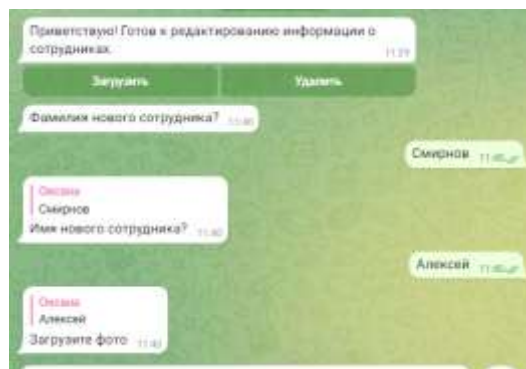 Приветствую! Готов к редактированию информации о
сотрудниках.
11:39
Загрузить
Удалить
Фамилия нового сотрудника?
11:40
Смирнов
11:40
Оксана
Смирнов
Имя нового сотрудника?
11:40
Алексей
11:40
Оксана
Алексей
Загрузите фото
11:40